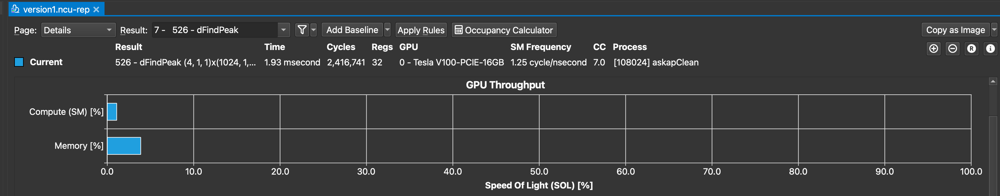 version1.ncu-rep
Page: Details Result: 7 - 526 - dFindPeak Add Baseline Apply Rules Occupancy Calculator Copy as Image
Result Time Cycles Regs GPU SM Frequency CC Process
Current 526 - dFindPeak (4, 1, 1)x(1024, 1,... 1.93 msecond 2,416,741 32 0 - Tesla V100-PCIE-16GB 1.25 cycle/nsecond 7.0 [108024] askapClean
GPU Throughput
Compute (SM) [%]
Memory [%]
0.0 10.0 20.0 30.0 40.0 50.0 60.0 70.0 80.0 90.0 100.0
Speed Of Light (SOL) [%]